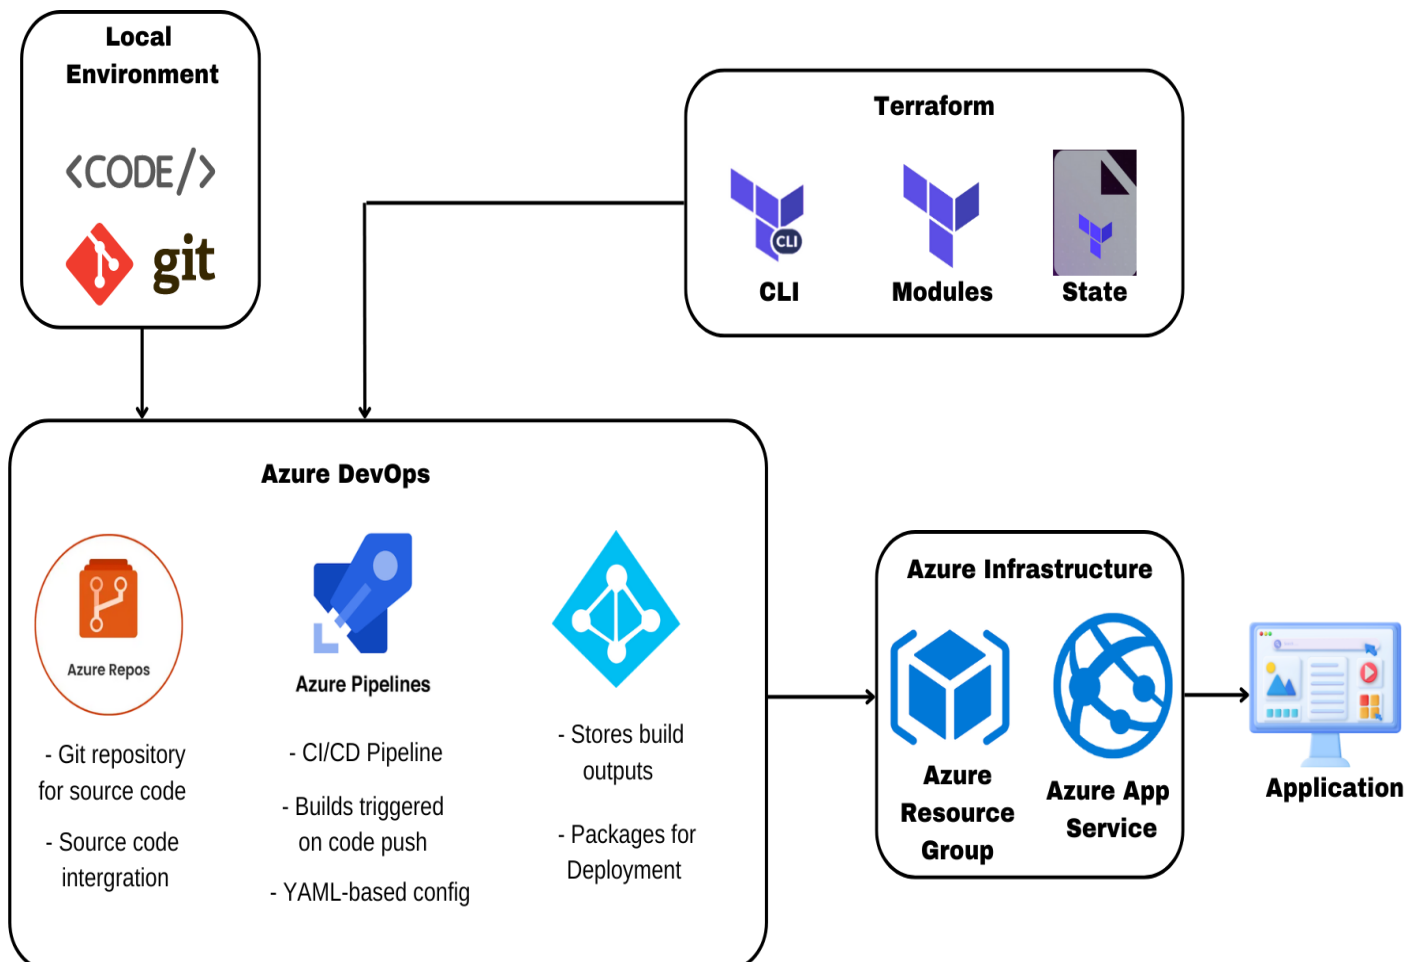 Local
Environment
<CODE/>
git
Terraform
CLI
CLI
Modules
State
Azure DevOps
Azure Repos
- Git repository
for source code
- Source code
intergration
Azure Pipelines
- CI/CD Pipeline
- Builds triggered
on code push
- YAML-based config
- Stores build
outputs
- Packages for
Deployment
Azure Infrastructure
Azure
Resource
Group
Azure App
Service
Application